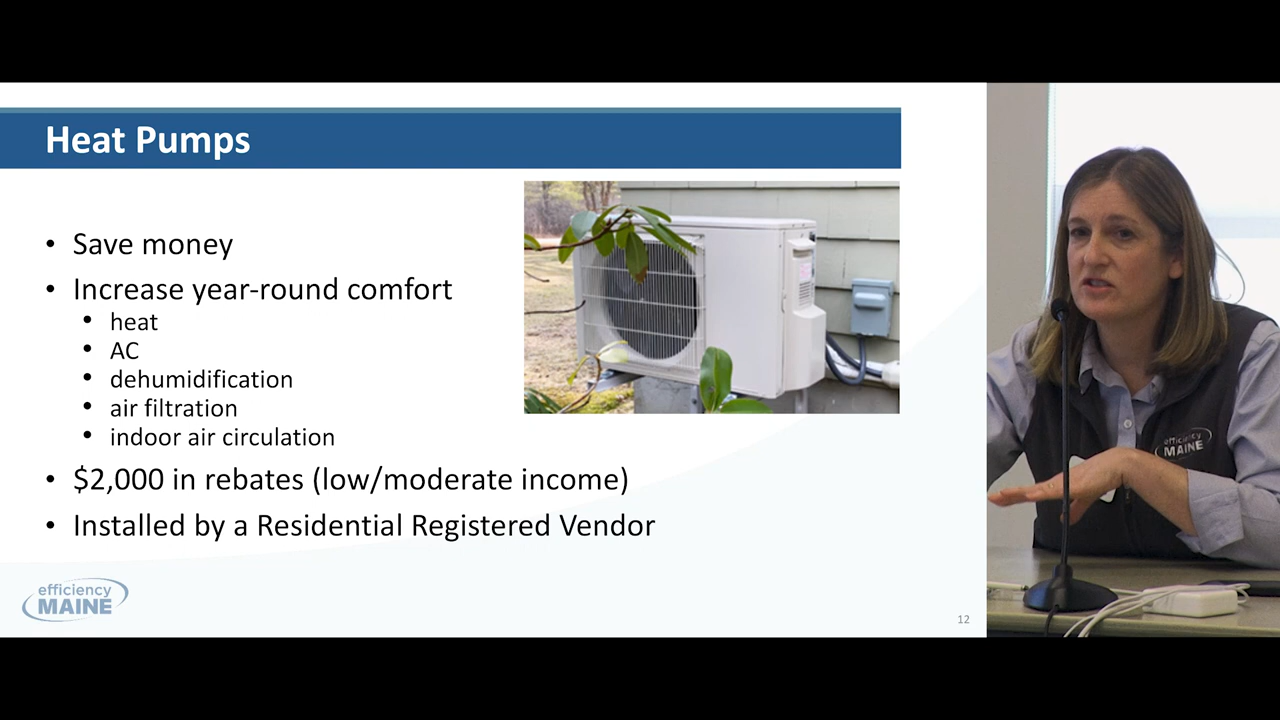 Heat Pumps
• Save money
• Increase year-round comfort
• heat
• AC
• dehumidification
• air filtration
• indoor air circulation
• $2,000 in rebates (low/moderate income)
• Installed by a Residential Registered Vendor
efficiency
MAINE
12
efficiency
MAINE